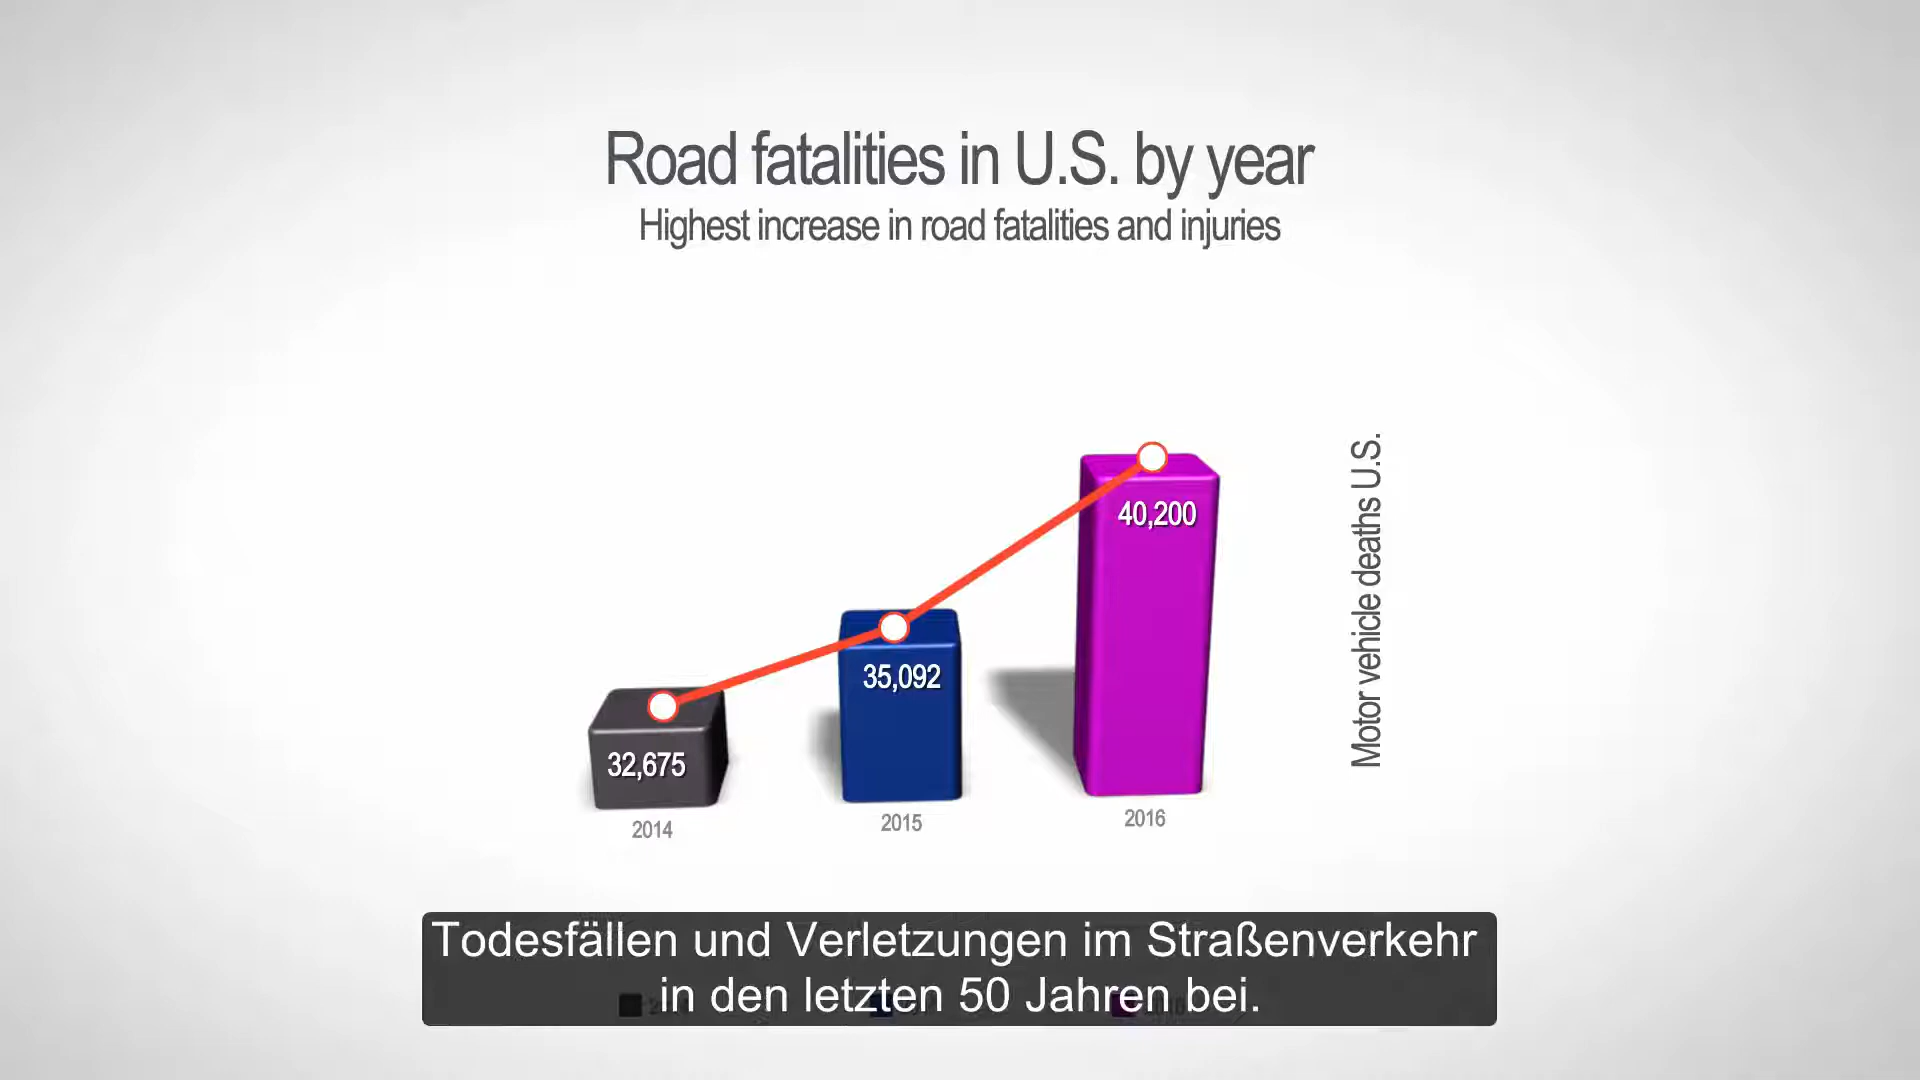 Road fatalities in U.S. by year
Highest increase in road fatalities and injuries
40,200
35,092
32,675
2014
2015
2016
Motor vehicle deaths U.S.
Todesfällen und Verletzungen im Straßenverkehr
in den letzten 50 Jahren bei.